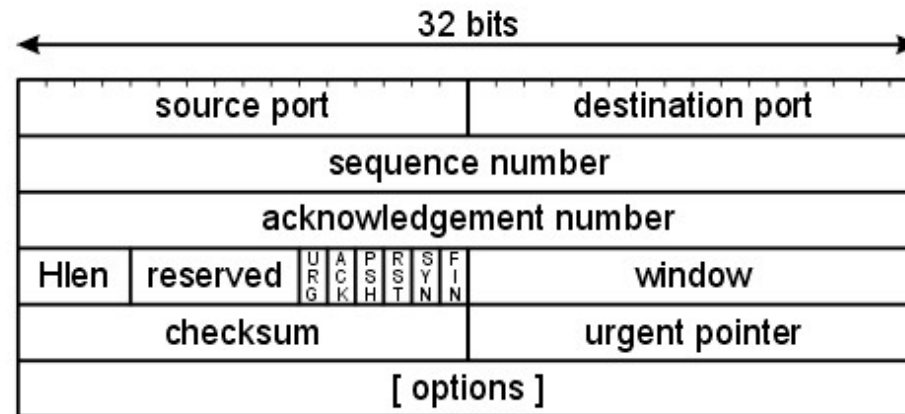 32 bits
source port destination port
sequence number
acknowledgement number
Hlen reserved URG ACK PSH RST SYN FIN window
checksum urgent pointer
[ options ]